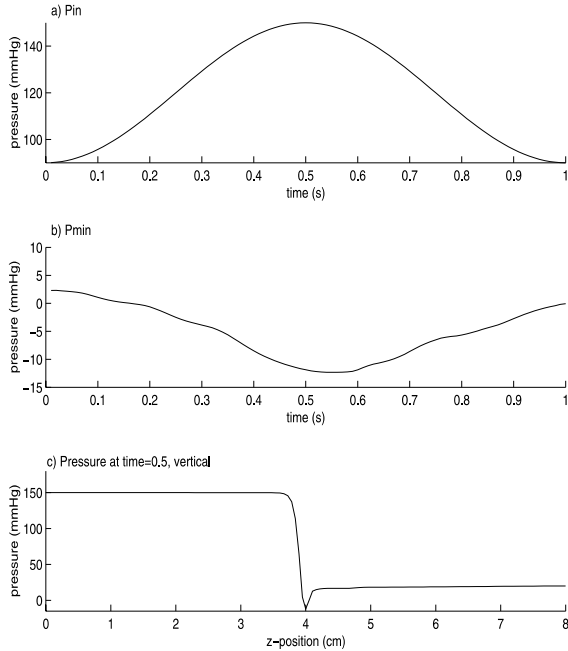 a) Pin
pressure (mmHg)
140
120
100
0 0.1 0.2 0.3 0.4 0.5 0.6 0.7 0.8 0.9 1
time (s)
b) Pmin
pressure (mmHg)
10
5
0
−5
−10
−15
0 0.1 0.2 0.3 0.4 0.5 0.6 0.7 0.8 0.9 1
time (s)
c) Pressure at time=0.5, vertical
pressure (mmHg)
150
100
50
0
0 1 2 3 4 5 6 7 8
z-position (cm)